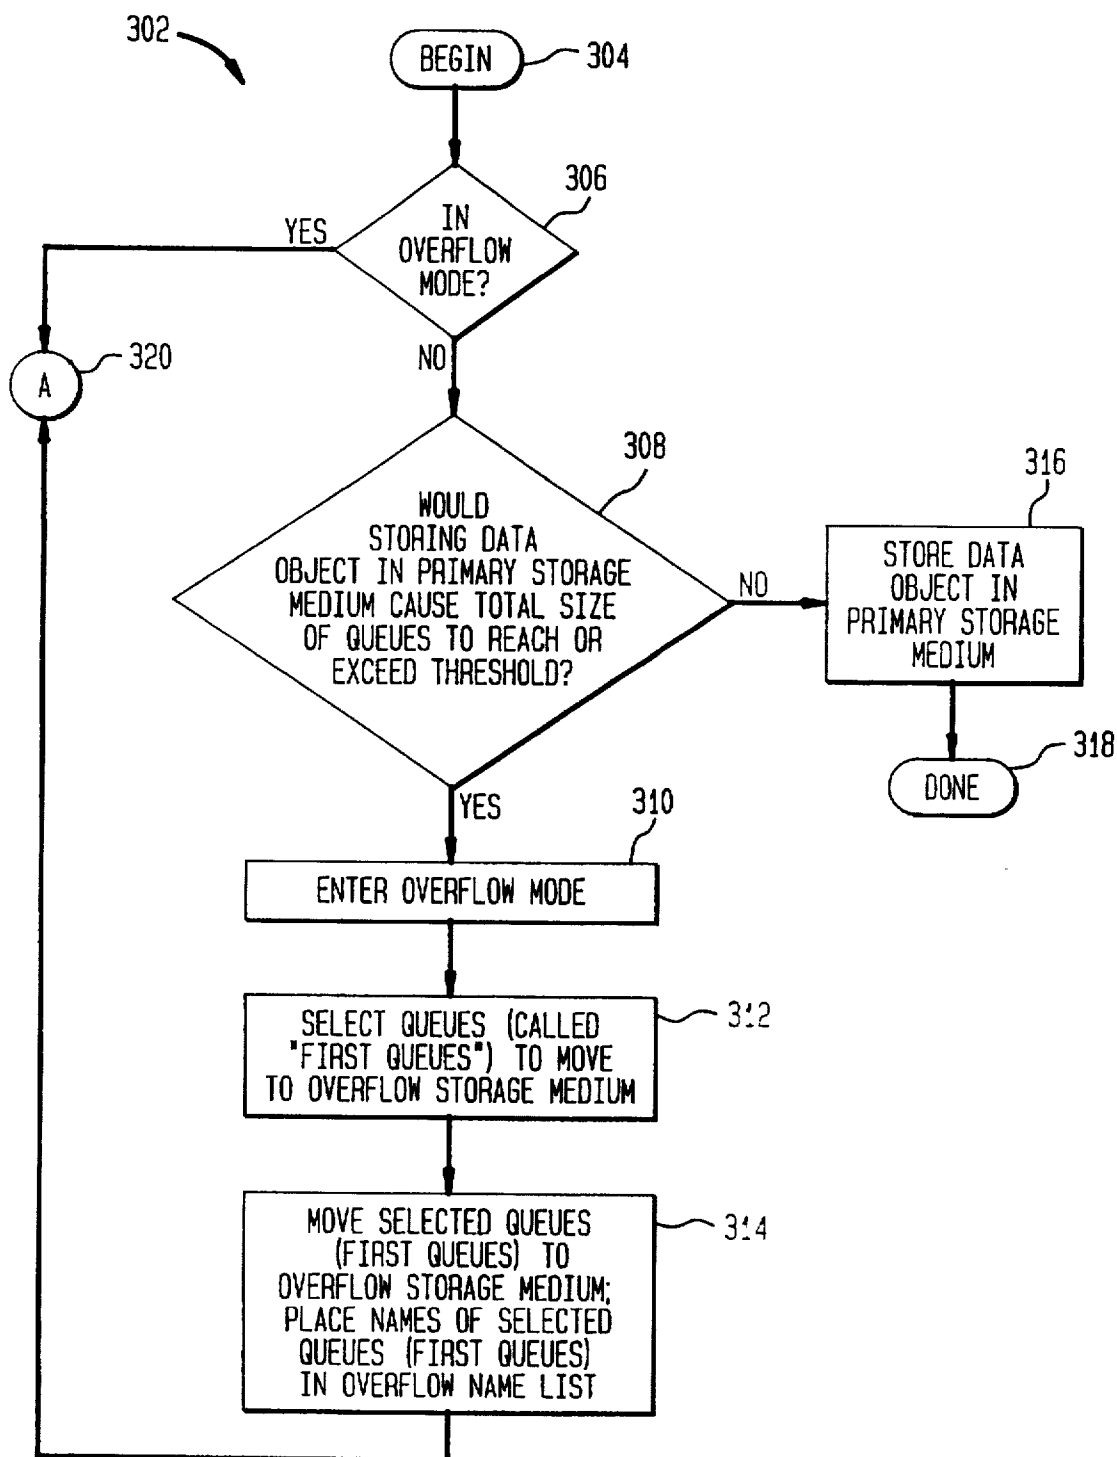 302
BEGIN
304
306
IN
OVERFLOW
MODE?
YES
NO
320
A
308
WOULD
STORING DATA
OBJECT IN PRIMARY STORAGE
MEDIUM CAUSE TOTAL SIZE
OF QUEUES TO REACH OR
EXCEED THRESHOLD?
NO
316
STORE DATA
OBJECT IN
PRIMARY STORAGE
MEDIUM
318
DONE
YES
310
ENTER OVERFLOW MODE
312
SELECT QUEUES (CALLED
"FIRST QUEUES") TO MOVE
TO OVERFLOW STORAGE MEDIUM
314
MOVE SELECTED QUEUES
(FIRST QUEUES) TO
OVERFLOW STORAGE MEDIUM;
PLACE NAMES OF SELECTED
QUEUES (FIRST QUEUES)
IN OVERFLOW NAME LIST